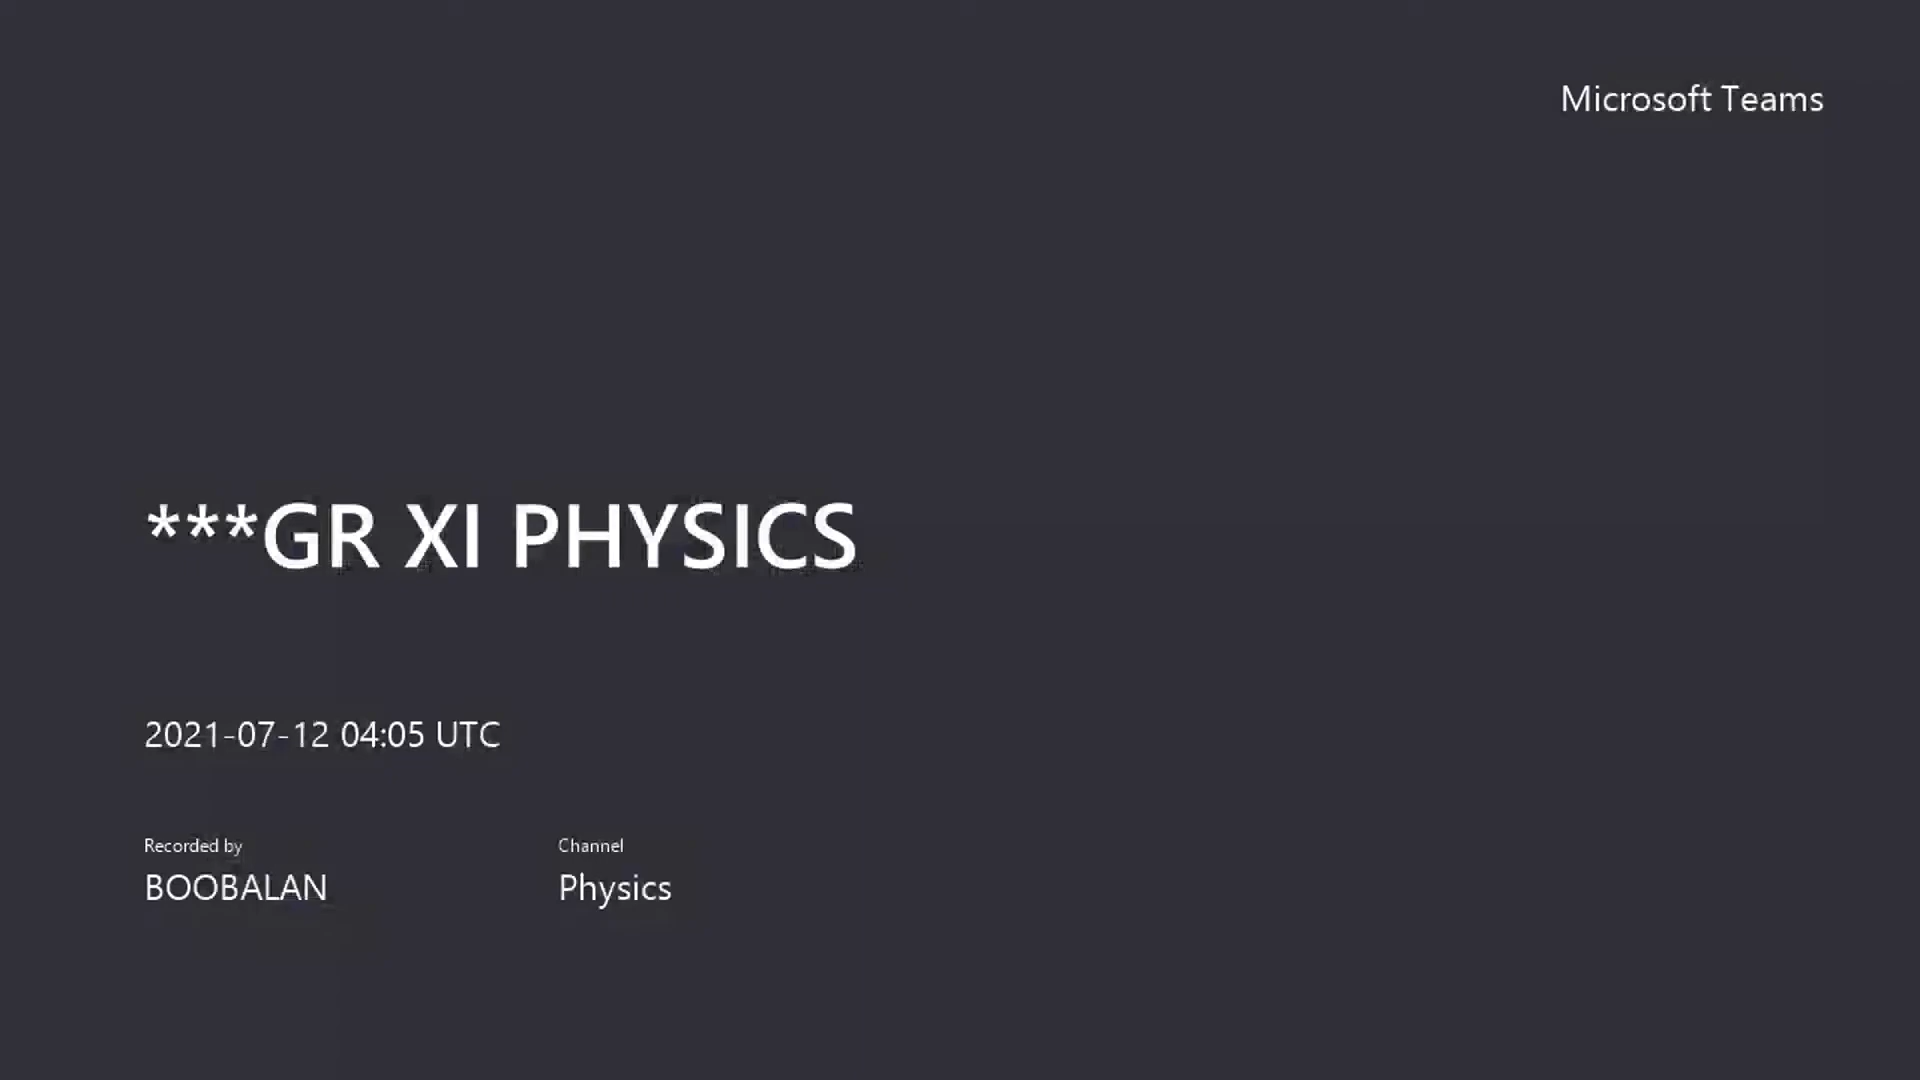 Microsoft Teams
***GR XI PHYSICS
2021-07-12 04:05 UTC
Recorded by
BOOBALAN
Channel
Physics